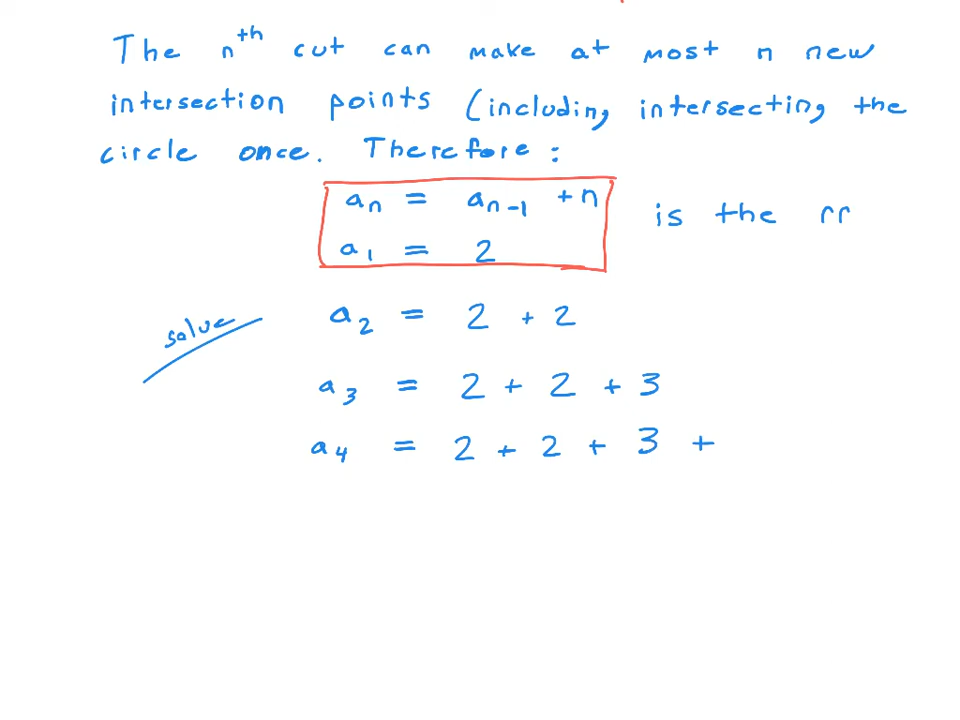 The nth cut can make at most n new
intersection points (including intersecting the
circle once. Therefore:
aₙ = aₙ₋₁ + n
a₁ = 2
is the rr
solve
a₂ = 2 + 2
a₃ = 2 + 2 + 3
a₄ = 2 + 2 + 3 +